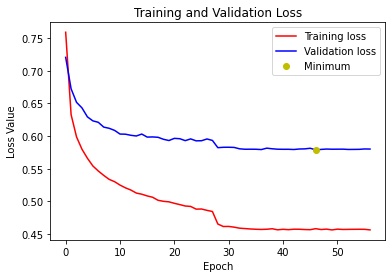 Training and Validation Loss
Training loss
Validation loss
Minimum
Loss Value
0.75
0.70
0.65
0.60
0.55
0.50
0.45
0 10 20 30 40 50
Epoch